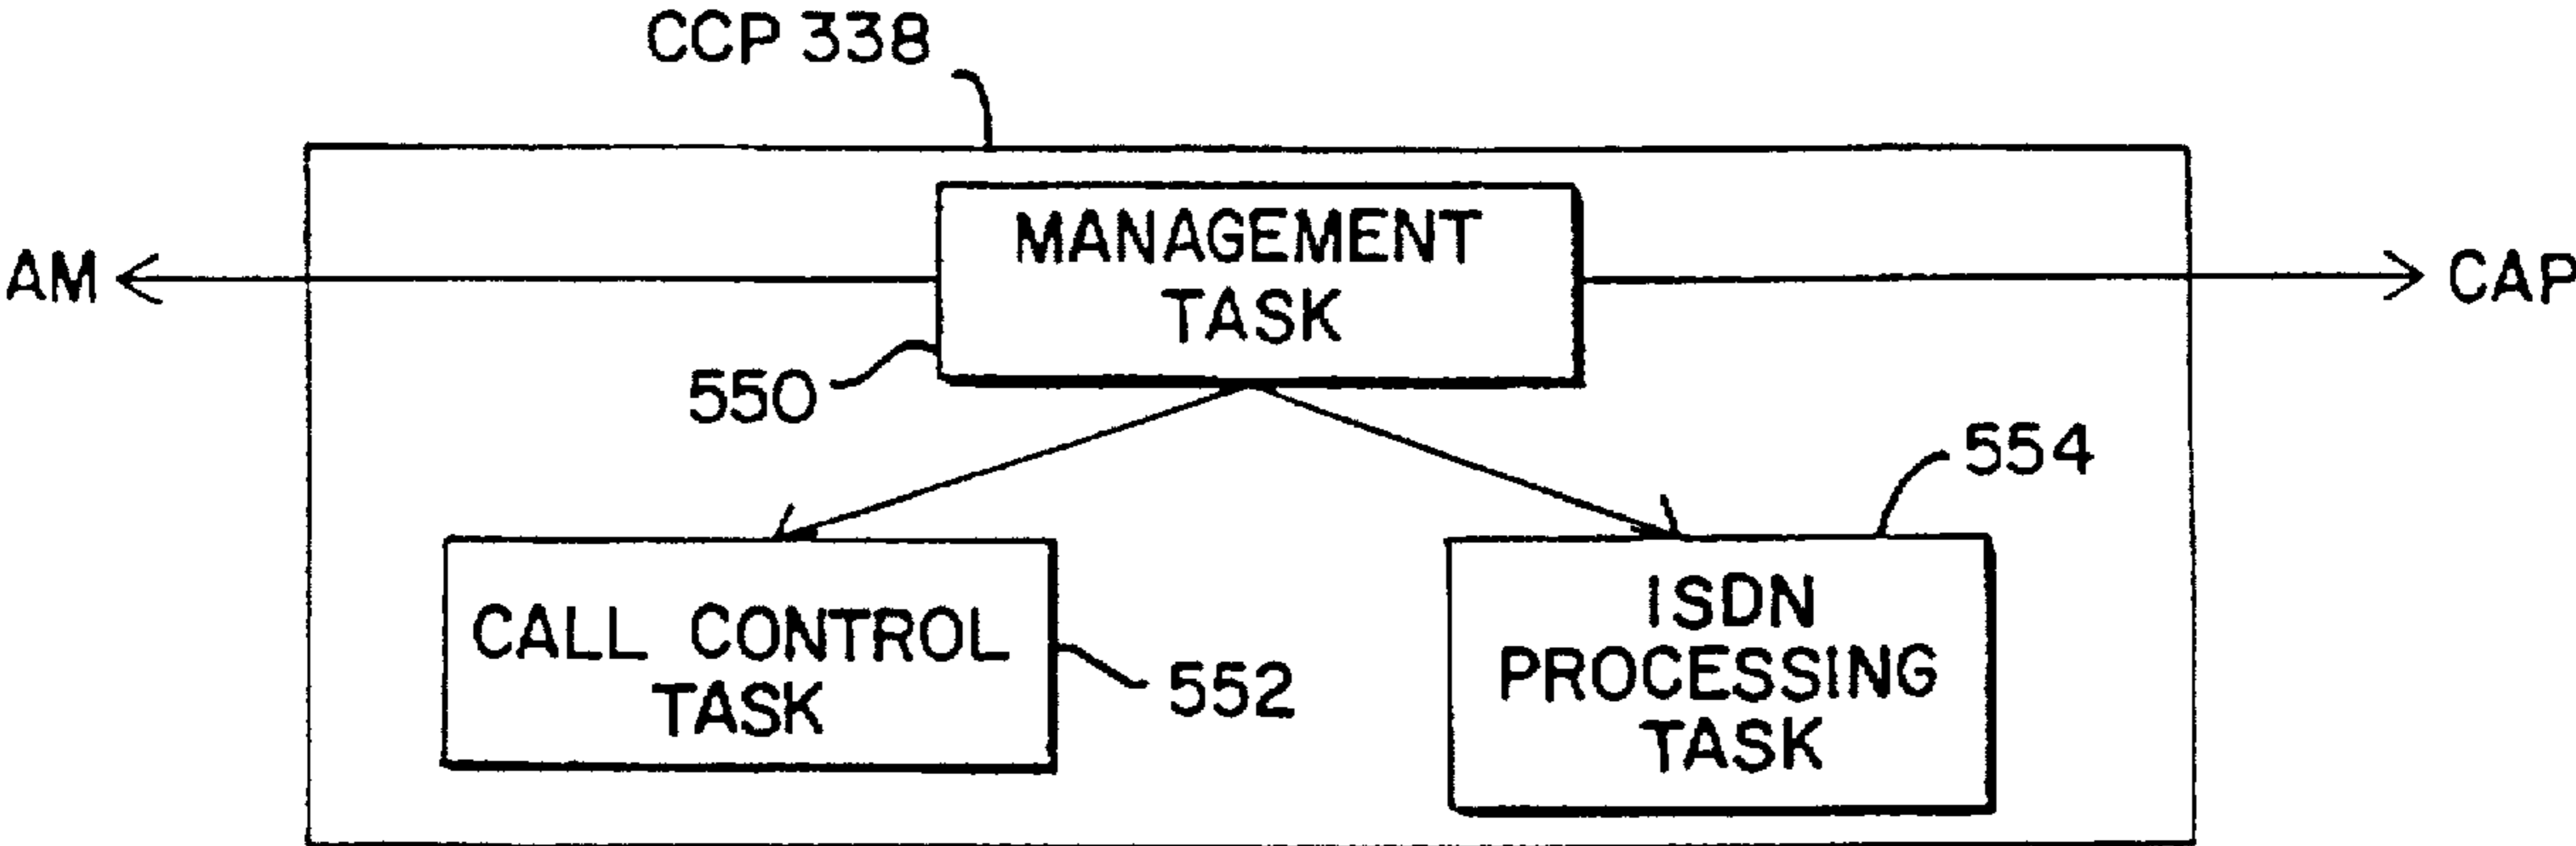 CCP 338
MANAGEMENT
TASK
AM
CAP
550
554
CALL CONTROL
TASK
552
ISDN
PROCESSING
TASK